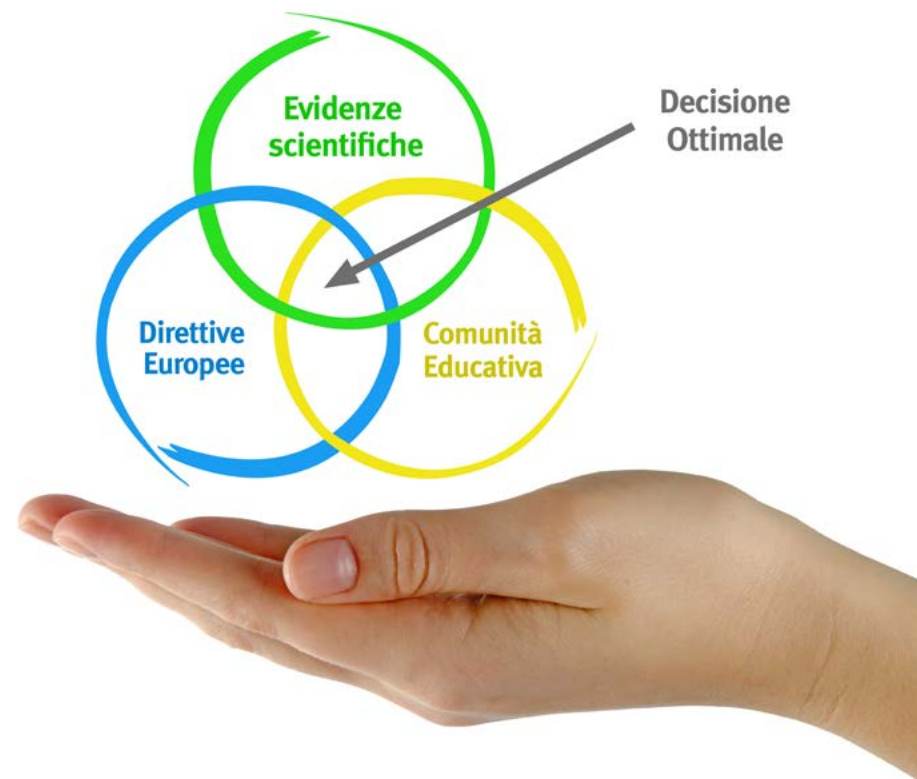 Evidenze
scientifiche
Decisione
Ottimale
Direttive
Europee
Comunità
Educativa